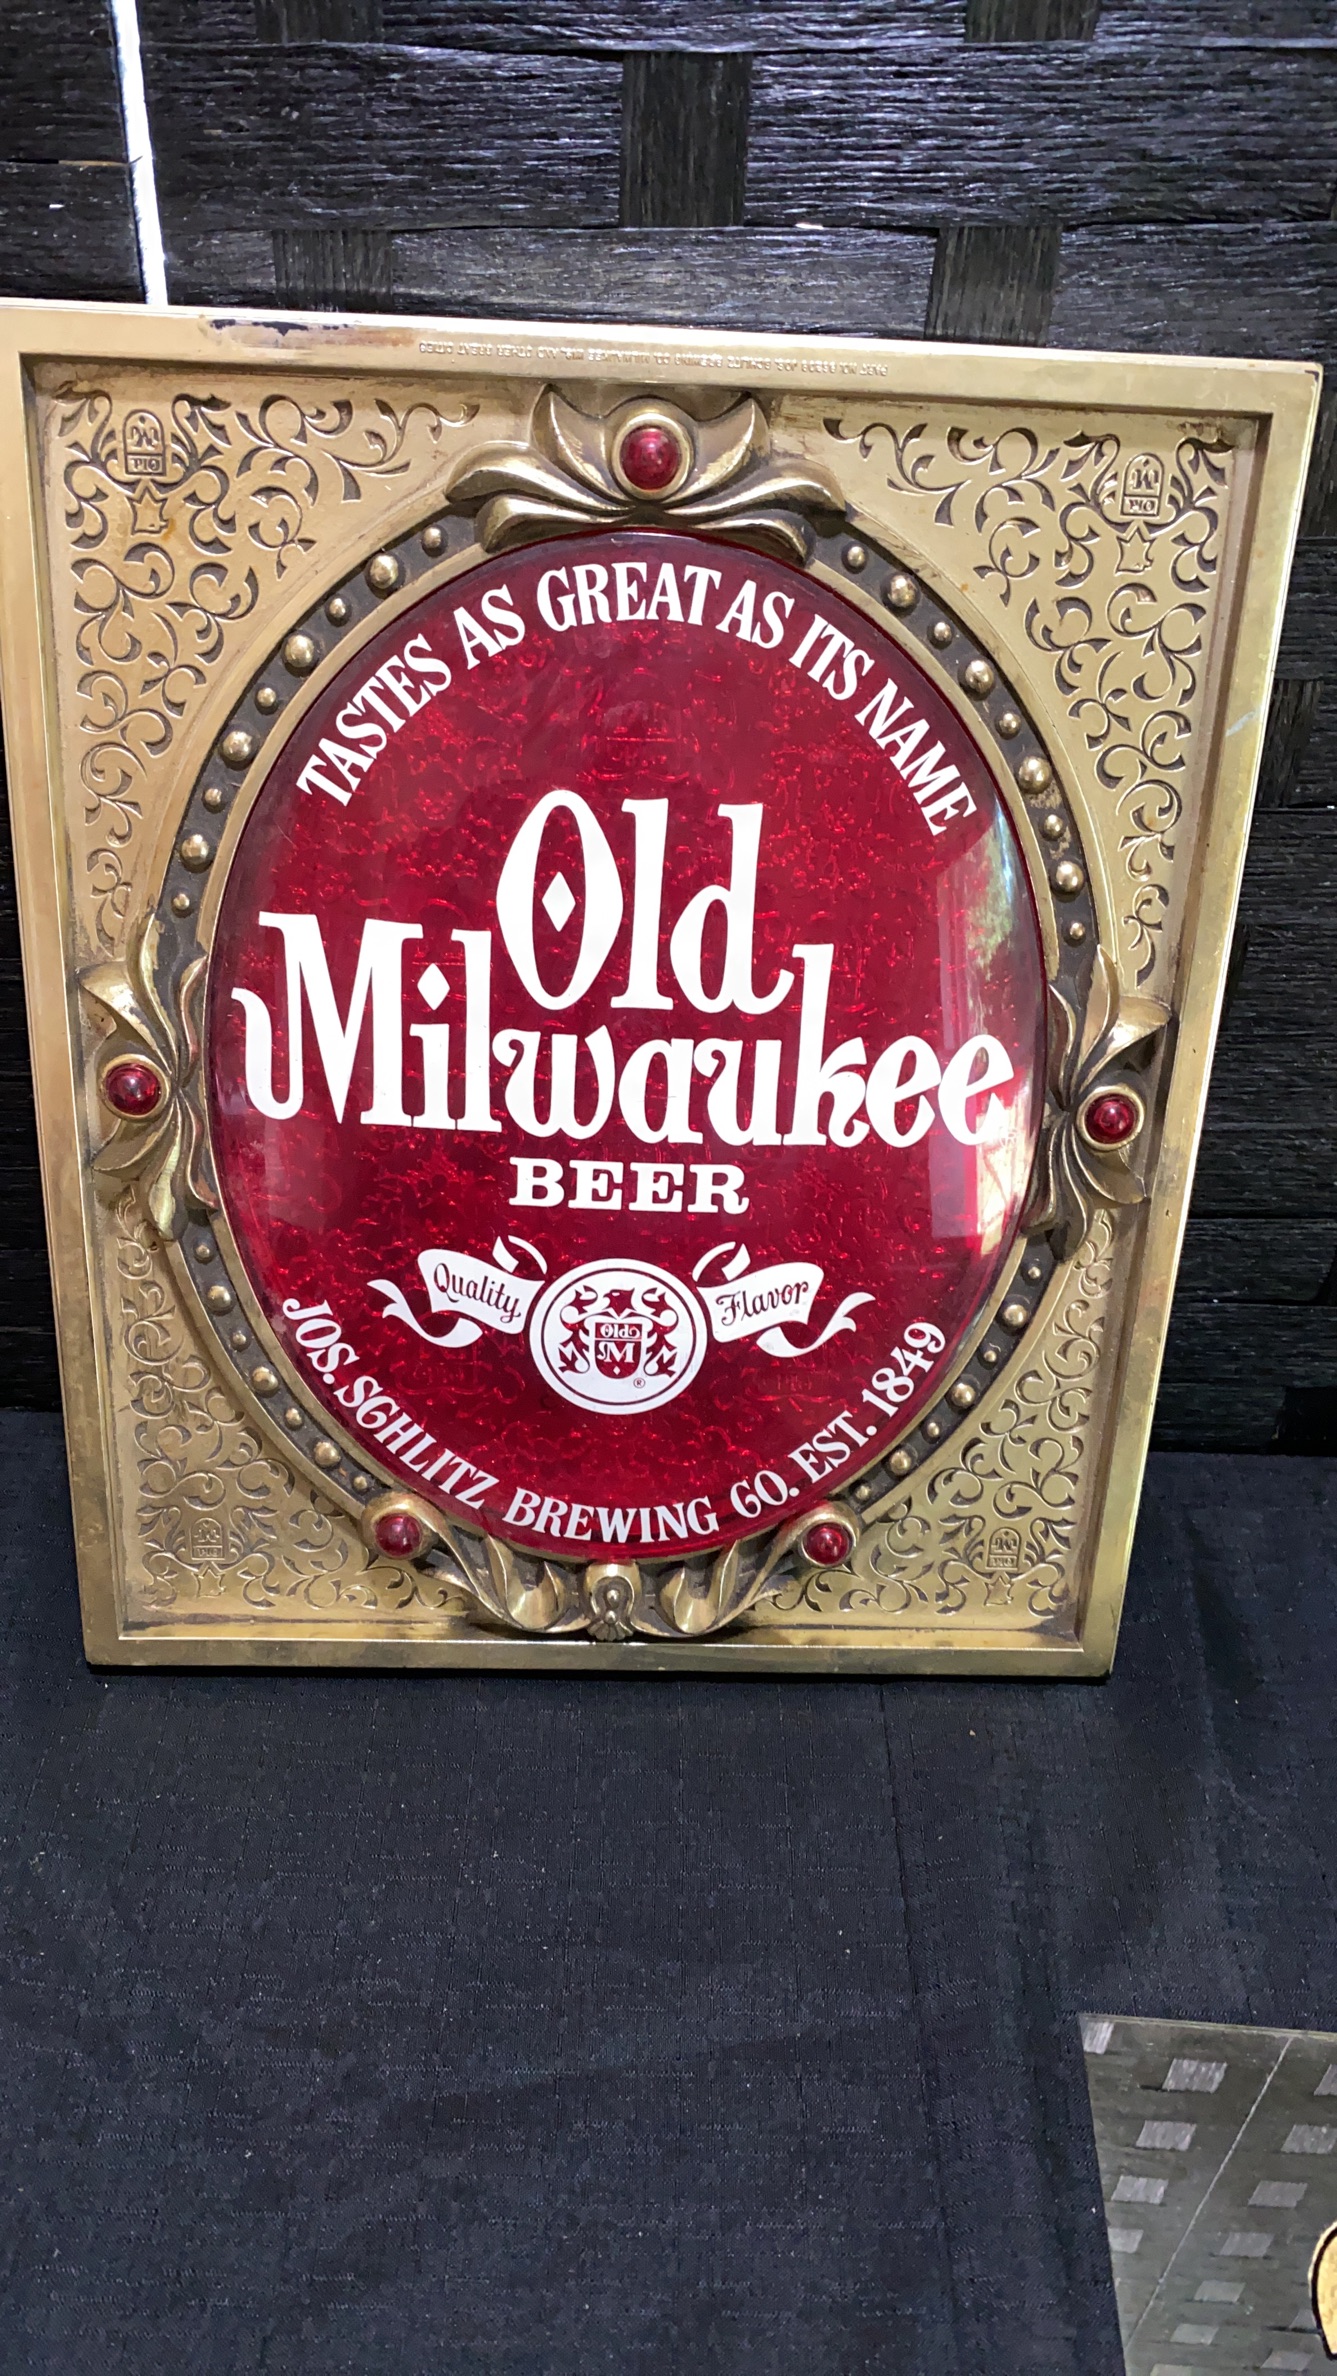 TASTES AS GREAT AS ITS NAME
Old
Milwaukee
BEER
Quality Flavor
Old
M
®
JOS. SCHLITZ BREWING CO. EST. 1849